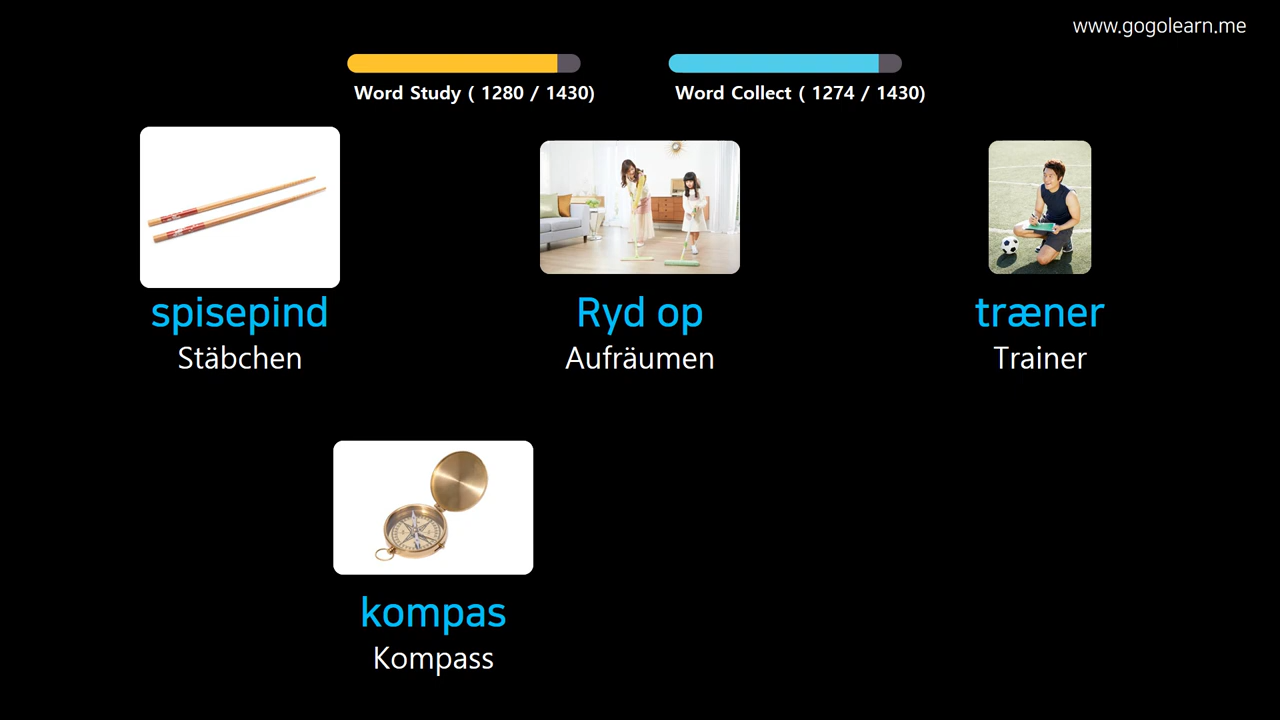 www.gogolearn.me
Word Study ( 1280 / 1430)
Word Collect ( 1274 / 1430)
spisepind
Stäbchen
Ryd op
Aufräumen
træner
Trainer
kompas
Kompass